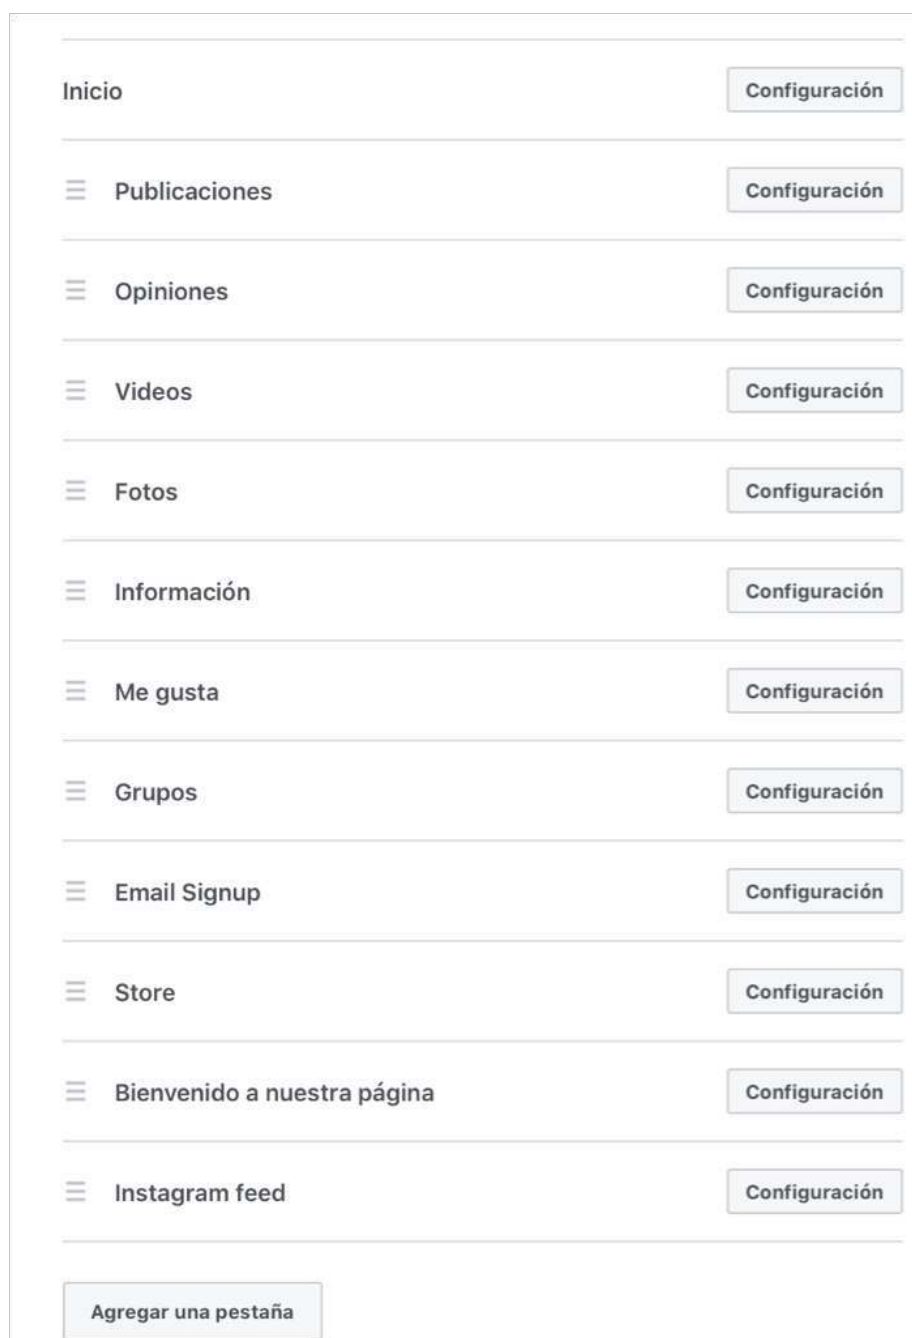 Inicio Configuración
Publicaciones Configuración
Opiniones Configuración
Videos Configuración
Fotos Configuración
Información Configuración
Me gusta Configuración
Grupos Configuración
Email Signup Configuración
Store Configuración
Bienvenido a nuestra página Configuración
Instagram feed Configuración
Agregar una pestaña